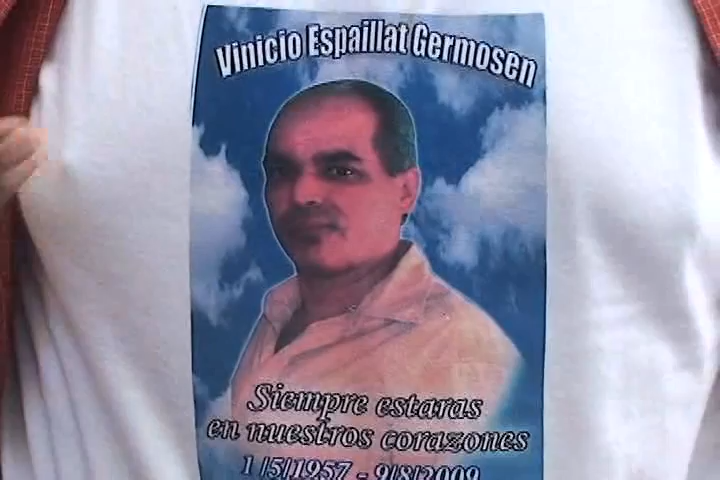 Vinicio Espaillat Germosen
Siempre estaras
en nuestros corazones
1/5/1957 - 9/8/2009